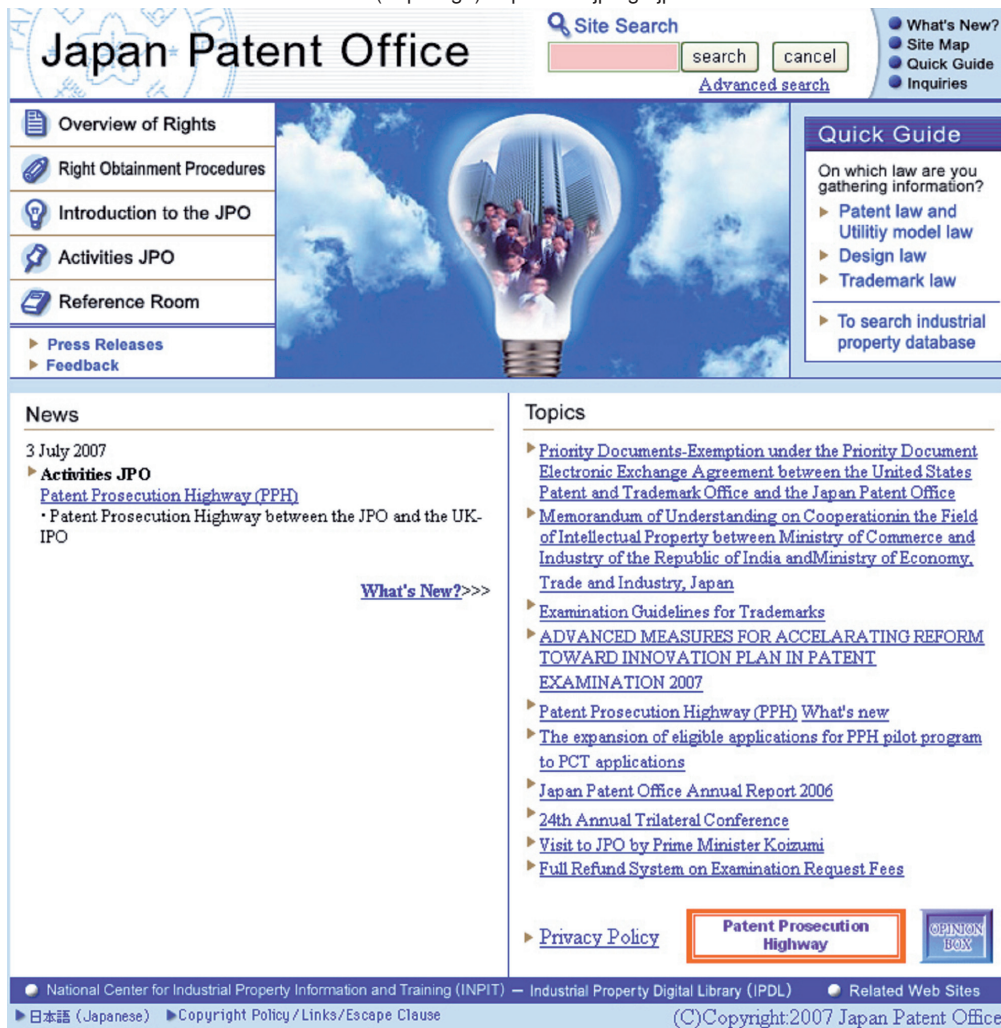 Japan Patent Office
Site Search
search
cancel
Advanced search
What's New?
Site Map
Quick Guide
Inquiries
Overview of Rights
Right Obtainment Procedures
Introduction to the JPO
Activities JPO
Reference Room
Press Releases
Feedback
Quick Guide
On which law are you
gathering information?
Patent law and
Utilitiy model law
Design law
Trademark law
To search industrial
property database
News
3 July 2007
Activities JPO
Patent Prosecution Highway (PPH)
・Patent Prosecution Highway between the JPO and the UK-
IPO
What's New?>>>
Topics
Priority Documents-Exemption under the Priority Document
Electronic Exchange Agreement between the United States
Patent and Trademark Office and the Japan Patent Office
Memorandum of Understanding on Cooperationin the Field
of Intellectual Property between Ministry of Commerce and
Industry of the Republic of India andMinistry of Economy,
Trade and Industry, Japan
Examination Guidelines for Trademarks
ADVANCED MEASURES FOR ACCELARATING REFORM
TOWARD INNOVATION PLAN IN PATENT
EXAMINATION 2007
Patent Prosecution Highway (PPH) What's new
The expansion of eligible applications for PPH pilot program
to PCT applications
Japan Patent Office Annual Report 2006
24th Annual Trilateral Conference
Visit to JPO by Prime Minister Koizumi
Full Refund System on Examination Request Fees
Privacy Policy
Patent Prosecution
Highway
OPINION
BOX
National Center for Industrial Property Information and Training (INPIT) — Industrial Property Digital Library (IPDL)
Related Web Sites
日本語 (Japanese)
Copyright Policy/Links/Escape Clause
(C)Copyright:2007 Japan Patent Office